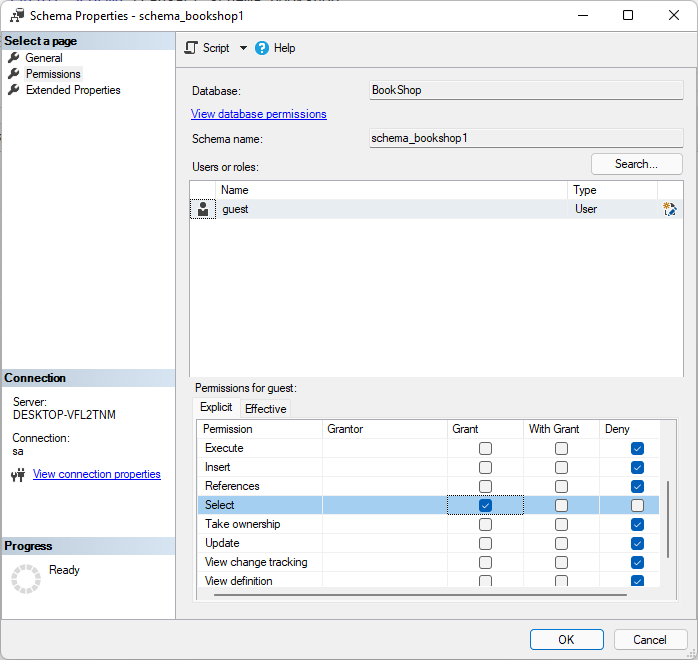 Schema Properties - schema_bookshop1
Select a page
General
Permissions
Extended Properties
Script
Help
Database:
BookShop
View database permissions
Schema name:
schema_bookshop1
Users or roles:
Search...
Name Type
guest User
Permissions for guest:
Explicit Effective
Permission Grantor Grant With Grant Deny
Execute
Insert
References
Select
Take ownership
Update
View change tracking
View definition
Connection
Server:
DESKTOP-VFL2TNM
Connection:
sa
View connection properties
Progress
Ready
OK Cancel